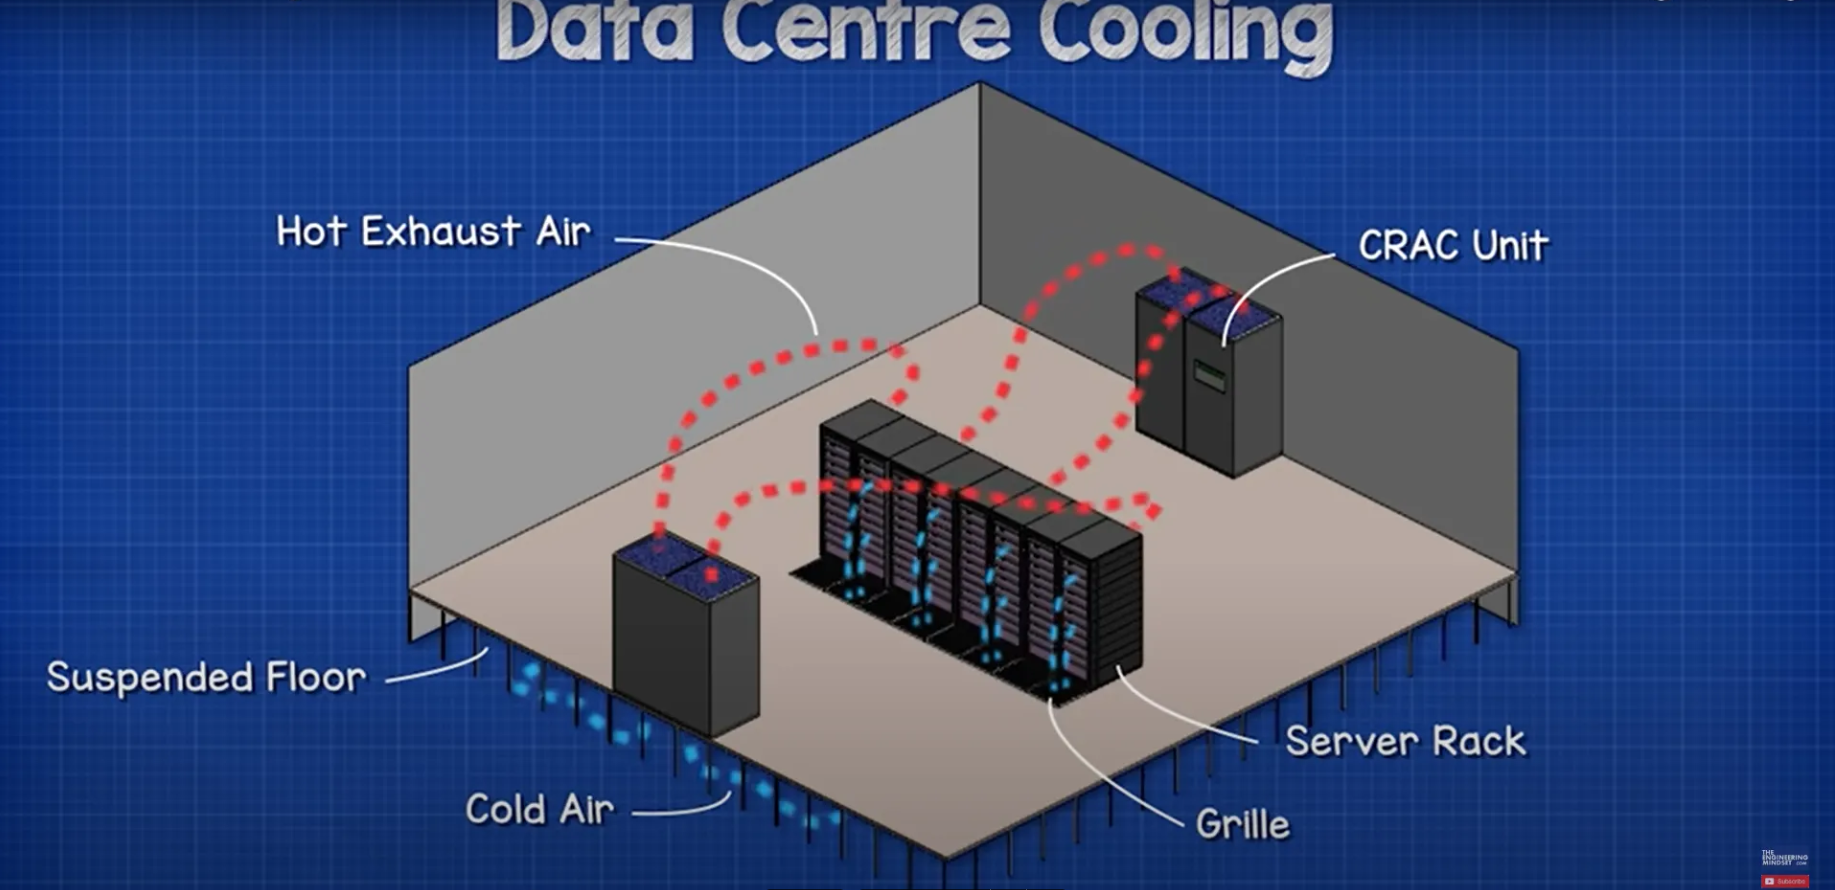 Data Centre Cooling
Hot Exhaust Air
CRAC Unit
Suspended Floor
Server Rack
Cold Air
Grille
THE
ENGINEERING
MINDSET .COM
Subscribe